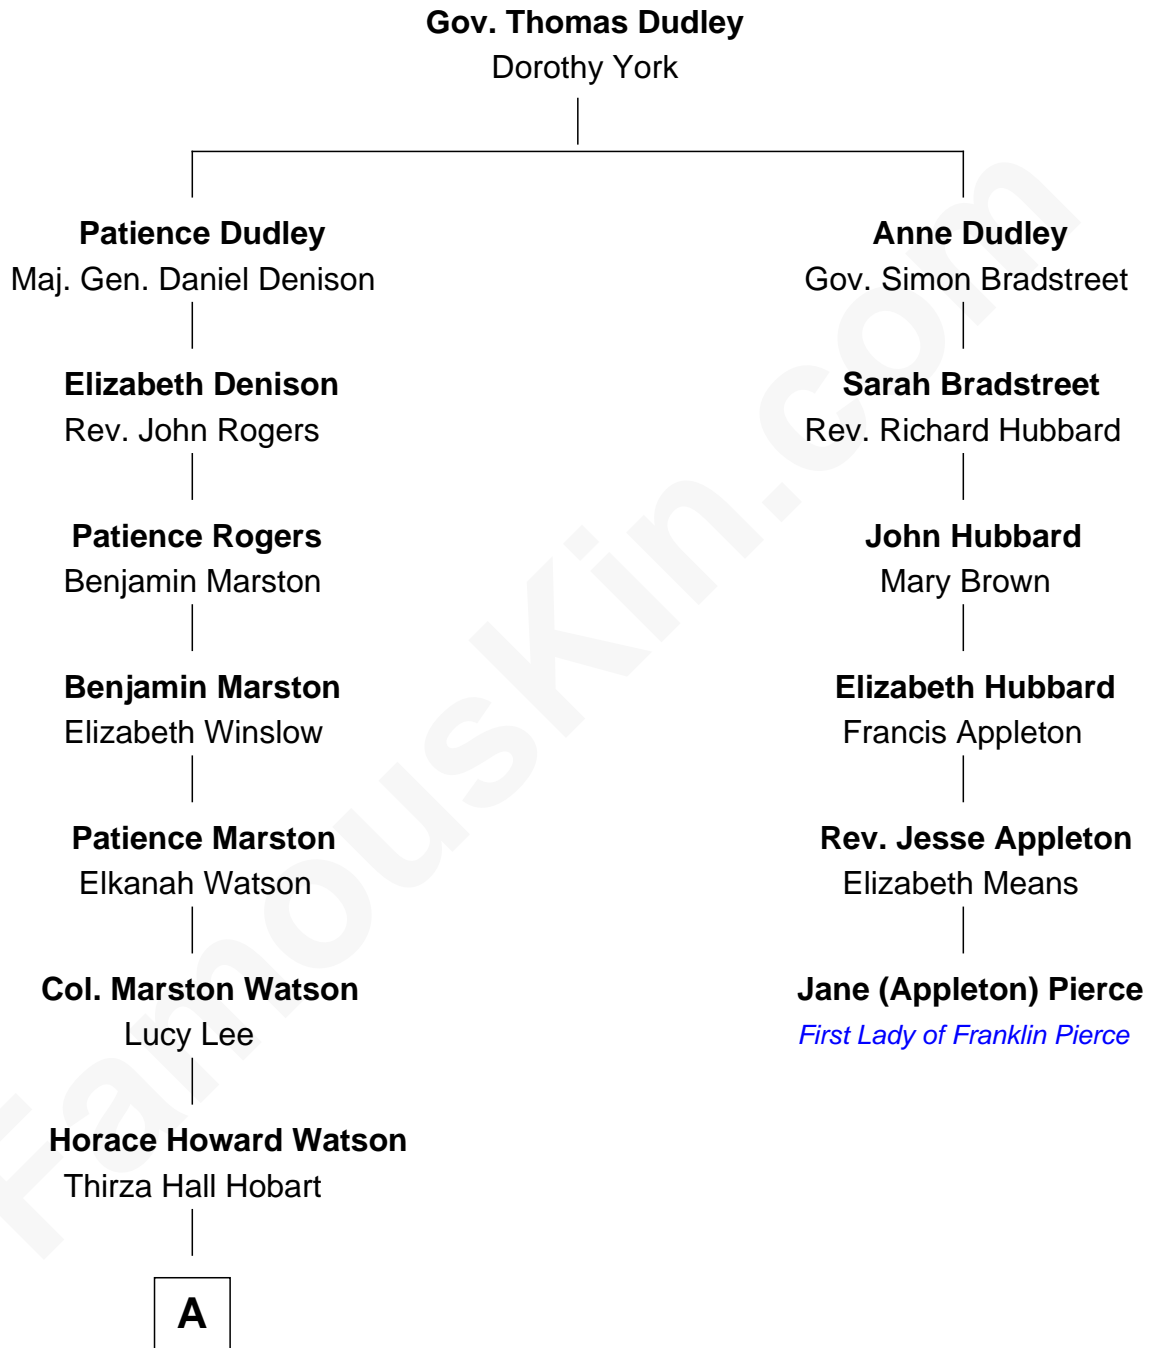 Gov. Thomas Dudley
Dorothy York
Patience Dudley
Maj. Gen. Daniel Denison
Anne Dudley
Gov. Simon Bradstreet
Elizabeth Denison
Rev. John Rogers
Sarah Bradstreet
Rev. Richard Hubbard
Patience Rogers
Benjamin Marston
John Hubbard
Mary Brown
Benjamin Marston
Elizabeth Winslow
Elizabeth Hubbard
Francis Appleton
Patience Marston
Elkanah Watson
Rev. Jesse Appleton
Elizabeth Means
Col. Marston Watson
Lucy Lee
Jane (Appleton) Pierce
First Lady of Franklin Pierce
Horace Howard Watson
Thirza Hall Hobart
A
FamousKin.com